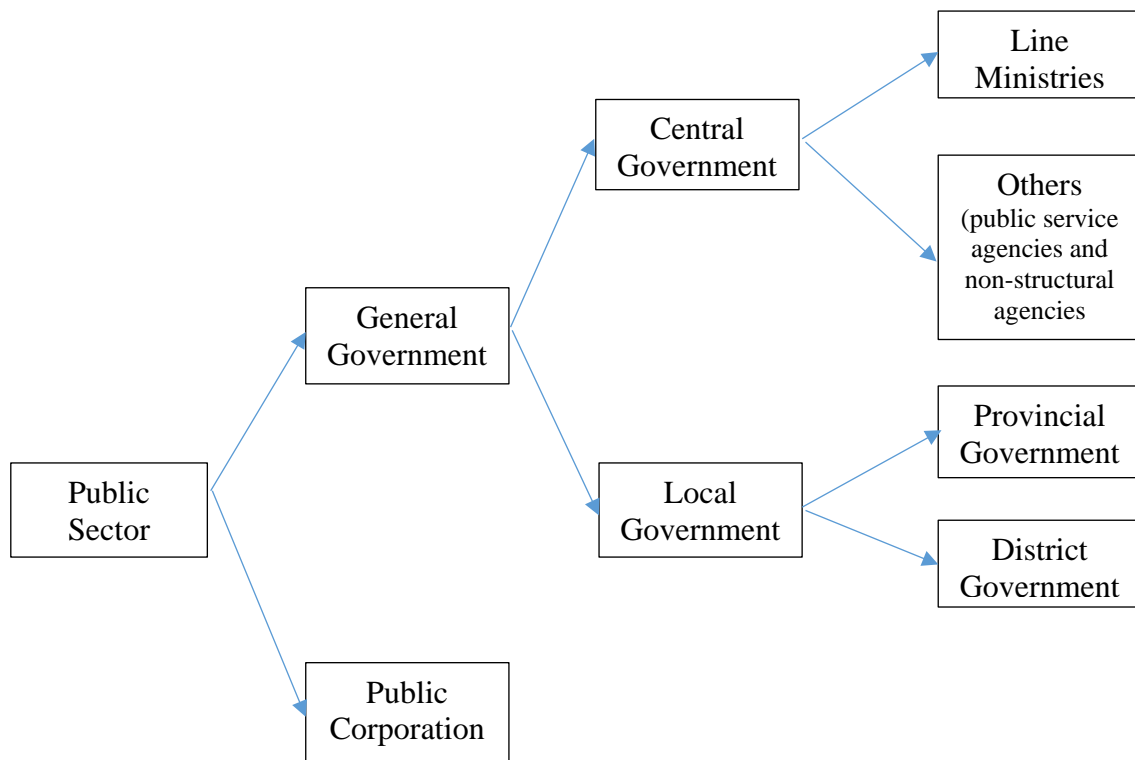 Line
Ministries
Central
Government
Others
(public service
agencies and
non-structural
agencies
General
Government
Provincial
Government
Public
Sector
Local
Government
District
Government
Public
Corporation